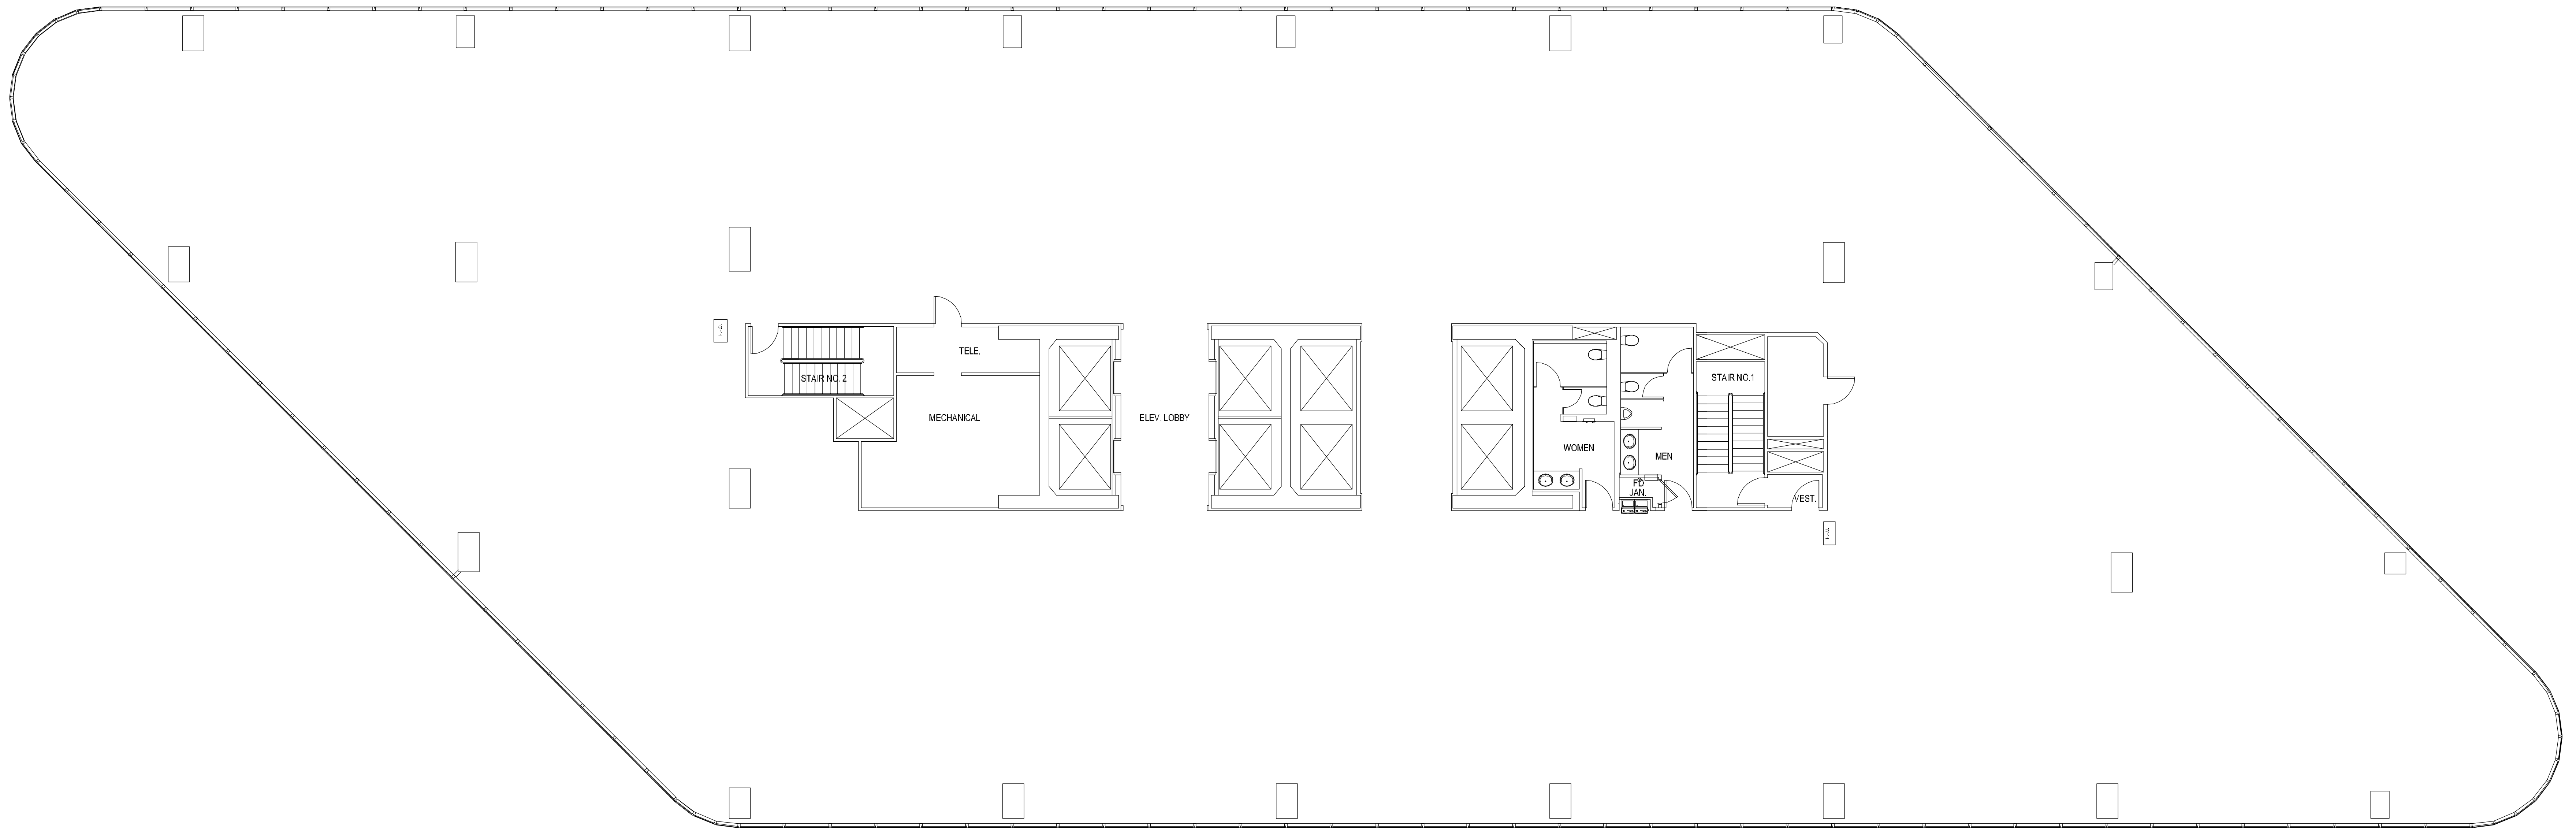 TELE.
STAIR NO. 2
STAIR NO.1
MECHANICAL
ELEV. LOBBY
WOMEN
MEN
FD
JAN.
VEST.